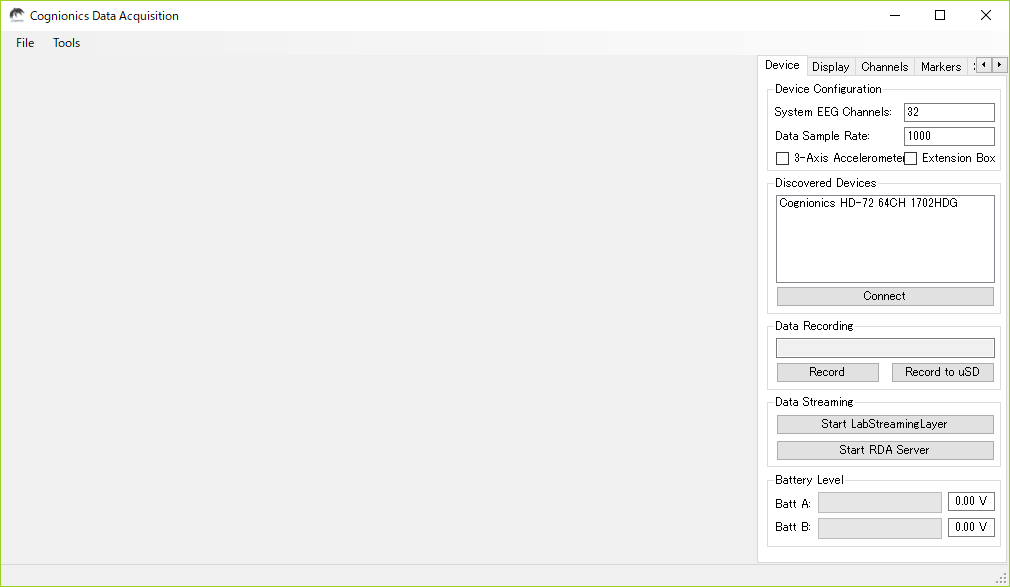 Cognionics Data Acquisition
File Tools
Device Display Channels Markers
Device Configuration
System EEG Channels: 32
Data Sample Rate: 1000
3-Axis Accelerometer Extension Box
Discovered Devices
Cognionics HD-72 64CH 1702HDG
Connect
Data Recording
Record Record to uSD
Data Streaming
Start LabStreamingLayer
Start RDA Server
Battery Level
Batt A: 0.00 V
Batt B: 0.00 V